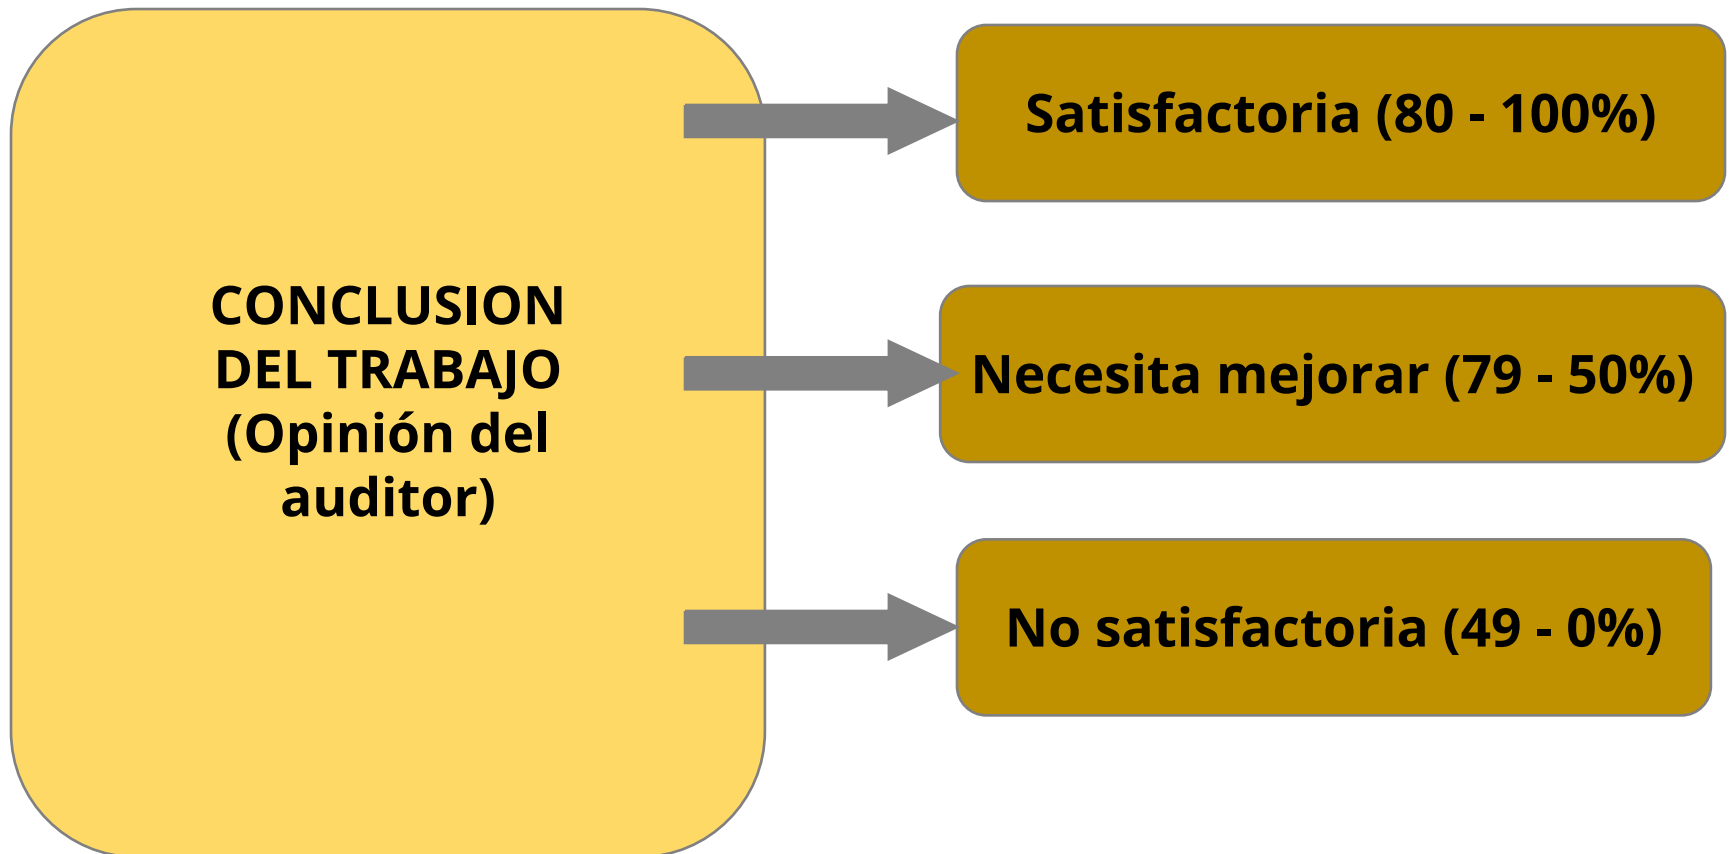 CONCLUSION
DEL TRABAJO
(Opinión del
auditor)
Satisfactoria (80 - 100%)
Necesita mejorar (79 - 50%)
No satisfactoria (49 - 0%)